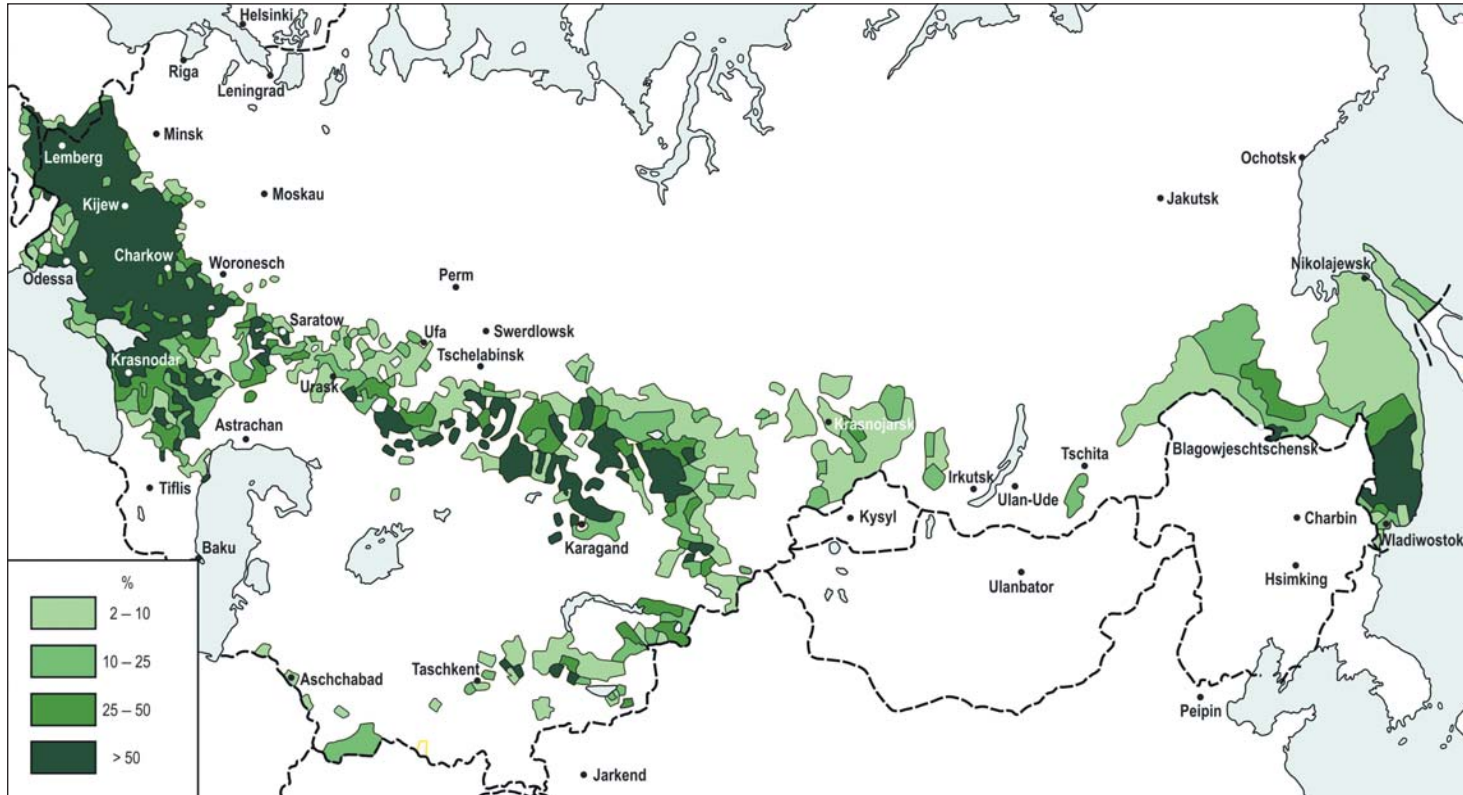 Helsinki
Riga
Leningrad
Minsk
Lemberg
Ochotsk
Moskau
Jakutsk
Kijew
Charkow
Woronesch
Odessa
Perm
Nikolajewsk
Saratow
Ufa
Swerdlowsk
Tschelabinsk
Krasnodar
Urask
Astrachan
Krasnojarsk
Tschita
Blagowjeschtschensk
Irkutsk
Ulan-Ude
Tiflis
Kysyl
Charbin
Wladiwostok
Karagand
Baku
Ulanbator
Hsimking
Taschkent
Aschchabad
Peipin
Jarkend
%
2 – 10
10 – 25
25 – 50
> 50